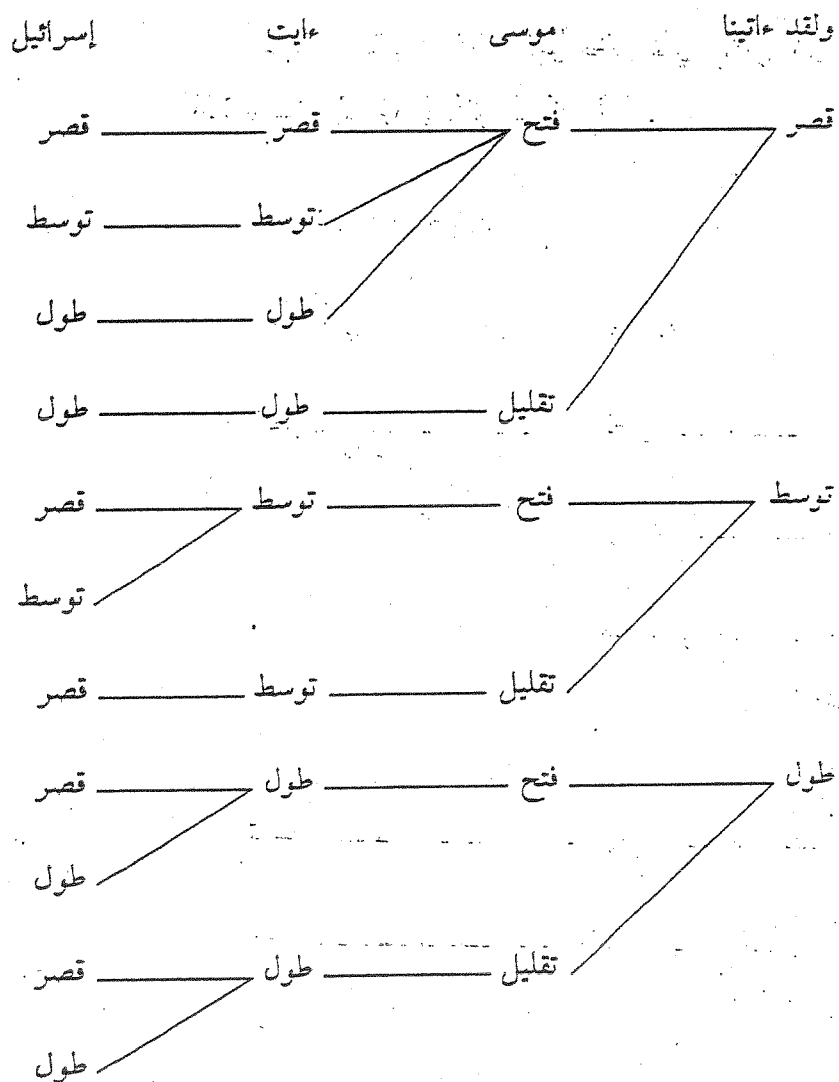 ولقد ءاتينا موسى ءايت إسرائيل
قصر فتح قصر قصر
توسط توسط
طول طول
تقليل طول طول
توسط فتح توسط قصر
توسط
تقليل توسط قصر
طول فتح طول قصر
طول
تقليل طول قصر
طول